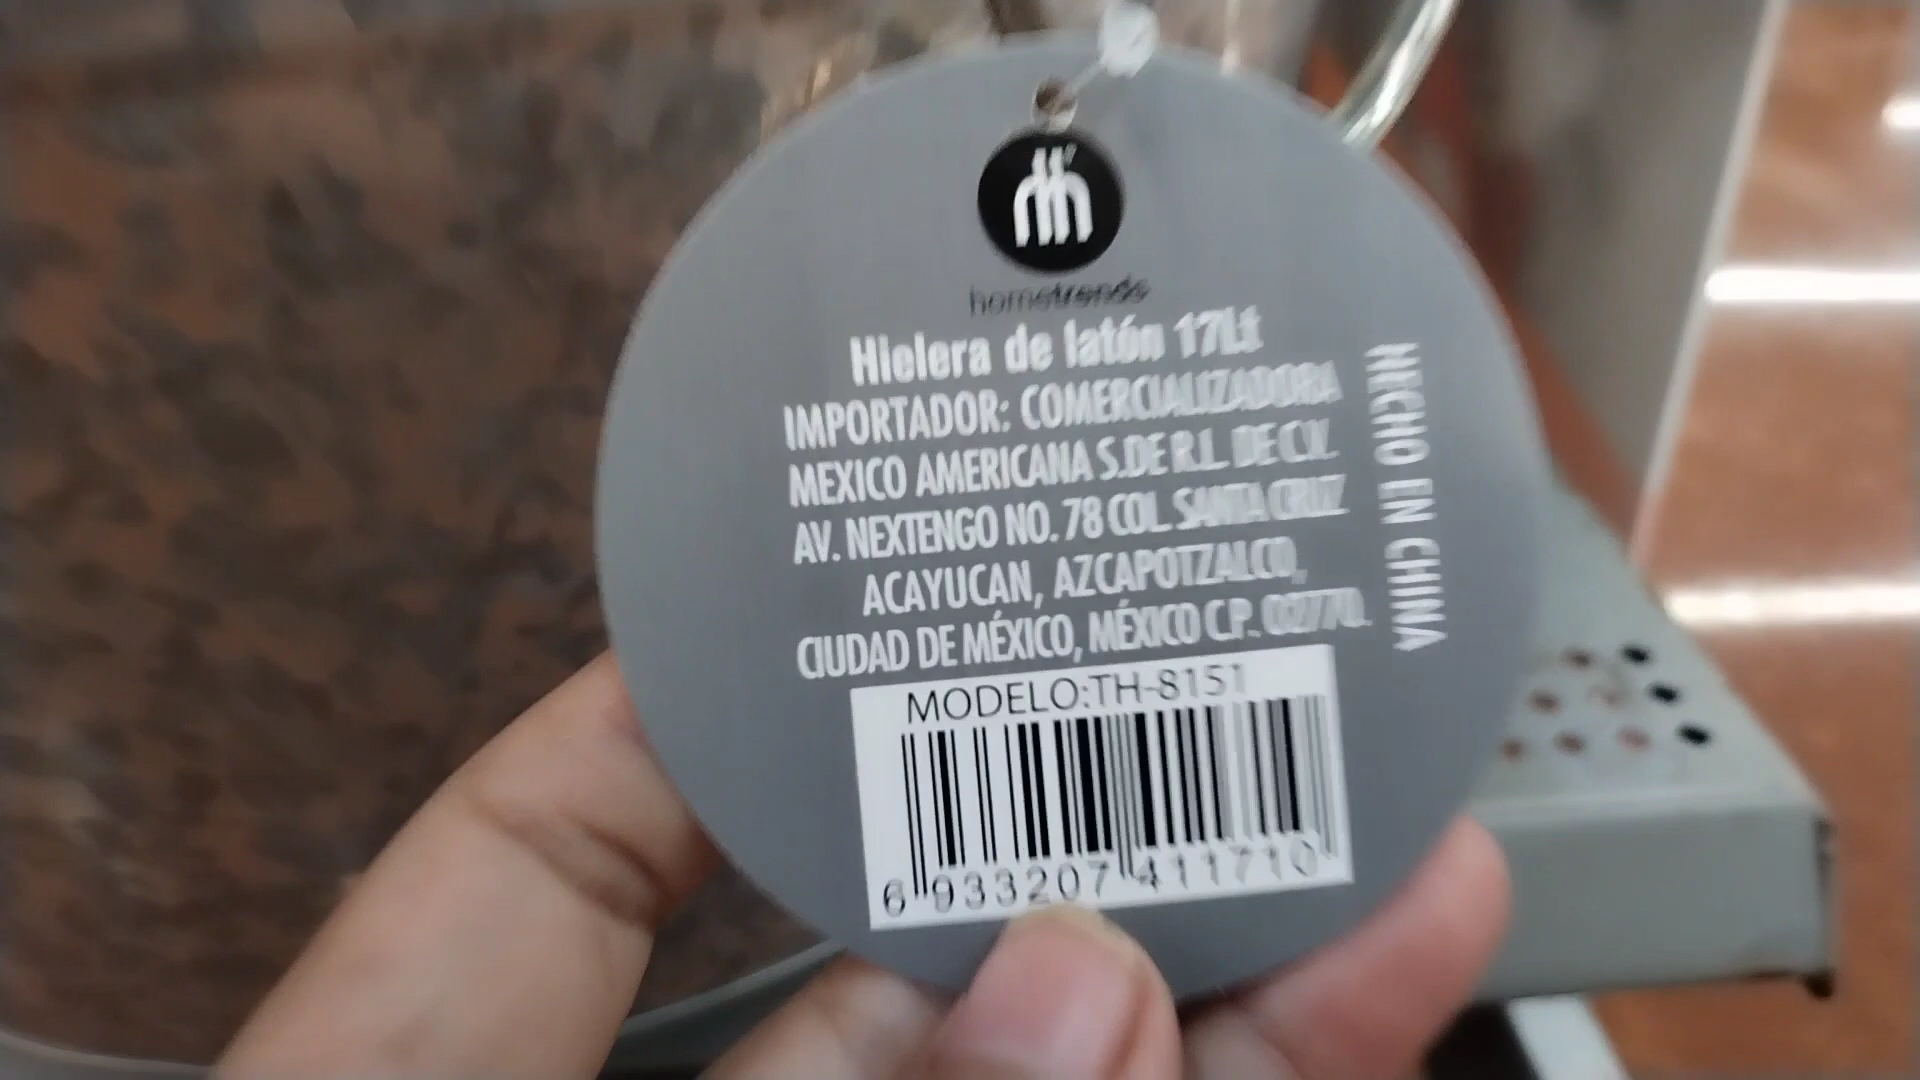 hometrends
Hielera de latón 17Lt
IMPORTADOR: COMERCIALIZADORA
MEXICO AMERICANA S.DE R.L. DE C.V.
AV. NEXTENGO NO. 78 COL. SANTA CRUZ
ACAYUCAN, AZCAPOTZALCO,
CIUDAD DE MÉXICO, MÉXICO C.P. 02770.
HECHO EN CHINA
MODELO:TH-8151
6 933207 411710